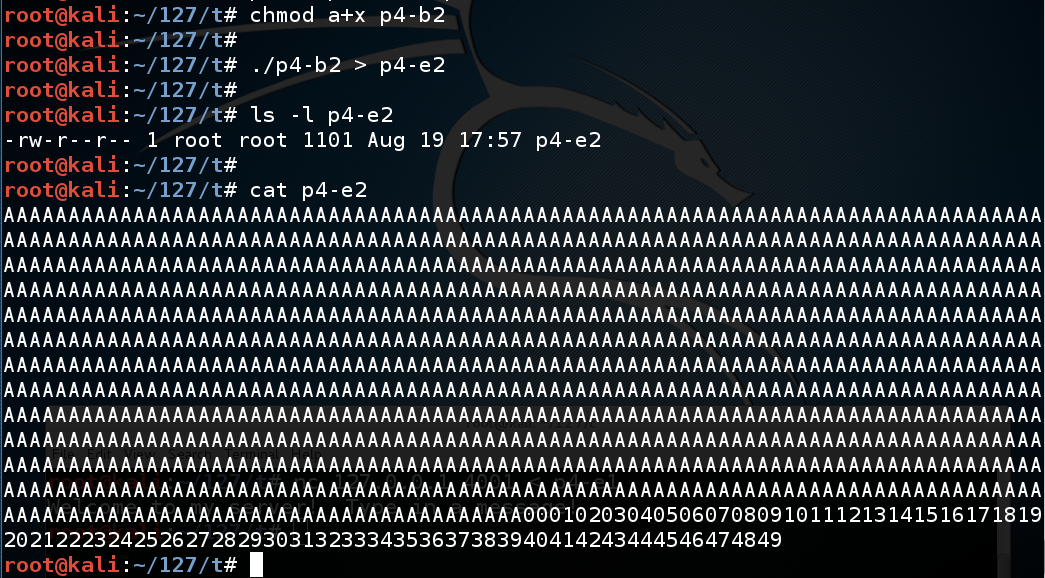 root@kali:~/127/t# chmod a+x p4-b2
root@kali:~/127/t#
root@kali:~/127/t# ./p4-b2 > p4-e2
root@kali:~/127/t#
root@kali:~/127/t# ls -l p4-e2
-rw-r--r-- 1 root root 1101 Aug 19 17:57 p4-e2
root@kali:~/127/t#
root@kali:~/127/t# cat p4-e2
AAAAAAAAAAAAAAAAAAAAAAAAAAAAAAAAAAAAAAAAAAAAAAAAAAAAAAAAAAAAAAAAAAAAAAAAAAAAAAAA
AAAAAAAAAAAAAAAAAAAAAAAAAAAAAAAAAAAAAAAAAAAAAAAAAAAAAAAAAAAAAAAAAAAAAAAAAAAAAAAA
AAAAAAAAAAAAAAAAAAAAAAAAAAAAAAAAAAAAAAAAAAAAAAAAAAAAAAAAAAAAAAAAAAAAAAAAAAAAAAAA
AAAAAAAAAAAAAAAAAAAAAAAAAAAAAAAAAAAAAAAAAAAAAAAAAAAAAAAAAAAAAAAAAAAAAAAAAAAAAAAA
AAAAAAAAAAAAAAAAAAAAAAAAAAAAAAAAAAAAAAAAAAAAAAAAAAAAAAAAAAAAAAAAAAAAAAAAAAAAAAAA
AAAAAAAAAAAAAAAAAAAAAAAAAAAAAAAAAAAAAAAAAAAAAAAAAAAAAAAAAAAAAAAAAAAAAAAAAAAAAAAA
AAAAAAAAAAAAAAAAAAAAAAAAAAAAAAAAAAAAAAAAAAAAAAAAAAAAAAAAAAAAAAAAAAAAAAAAAAAAAAAA
AAAAAAAAAAAAAAAAAAAAAAAAAAAAAAAAAAAAAAAAAAAAAAAAAAAAAAAAAAAAAAAAAAAAAAAAAAAAAAAA
AAAAAAAAAAAAAAAAAAAAAAAAAAAAAAAAAAAAAAAAAAAAAAAAAAAAAAAAAAAAAAAAAAAAAAAAAAAAAAAA
AAAAAAAAAAAAAAAAAAAAAAAAAAAAAAAAAAAAAAAAAAAAAAAAAAAAAAAAAAAAAAAAAAAAAAAAAAAAAAAA
AAAAAAAAAAAAAAAAAAAAAAAAAAAAAAAAAAAAAAAAAAAAAAAAAAAAAAAAAAAAAAAAAAAAAAAAAAAAAAAA
AAAAAAAAAAAAAAAAAAAAAAAAAAAAAAAAAAAAAAAAAAAAAAAAAAAAAAAAAAAAAAAAAAAAAAAAAAAAAAAA
AAAAAAAAAAAAAAAAAAAAAAAAAAAAAAAAAAAAAAAA0001020304050607080910111213141516171819
202122232425262728293031323334353637383940414243444546474849
root@kali:~/127/t#